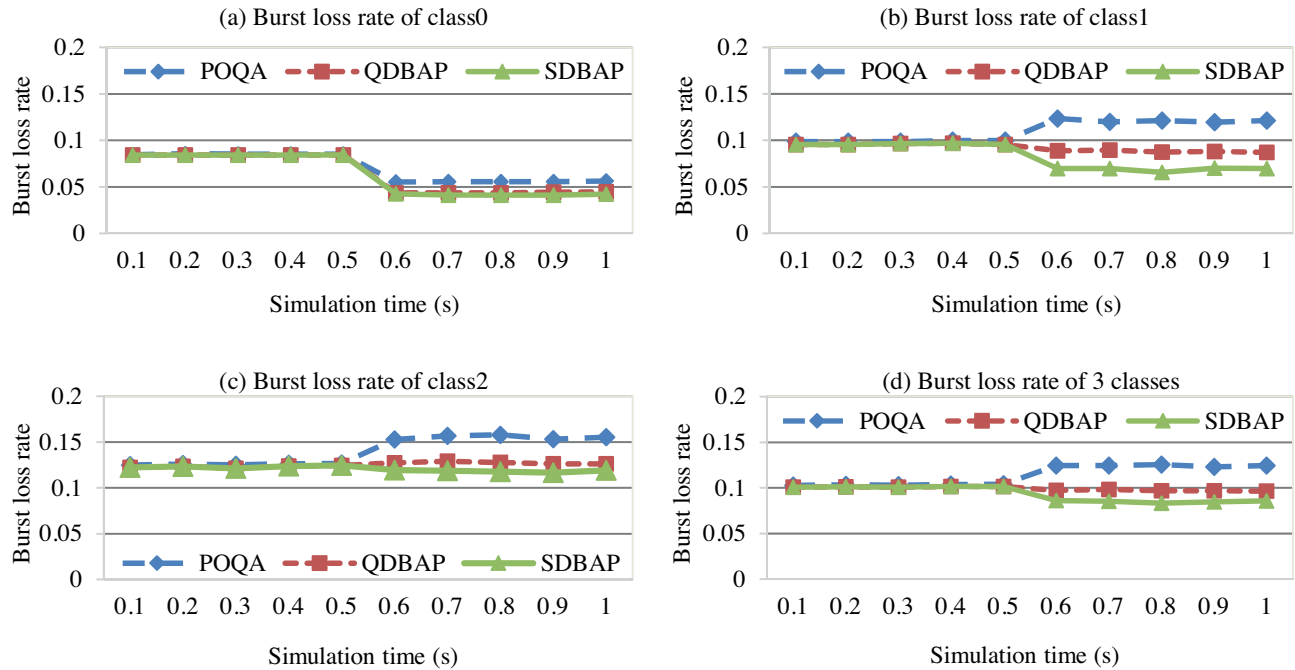 (a) Burst loss rate of class0
0.2
0.15
0.1
0.05
0
Burst loss rate
POQA QDBAP SDBAP
0.1 0.2 0.3 0.4 0.5 0.6 0.7 0.8 0.9 1
Simulation time (s)
(b) Burst loss rate of class1
0.2
0.15
0.1
0.05
0
Burst loss rate
POQA QDBAP SDBAP
0.1 0.2 0.3 0.4 0.5 0.6 0.7 0.8 0.9 1
Simulation time (s)
(c) Burst loss rate of class2
0.2
0.15
0.1
0.05
0
Burst loss rate
POQA QDBAP SDBAP
0.1 0.2 0.3 0.4 0.5 0.6 0.7 0.8 0.9 1
Simulation time (s)
(d) Burst loss rate of 3 classes
0.2
0.15
0.1
0.05
0
Burst loss rate
POQA QDBAP SDBAP
0.1 0.2 0.3 0.4 0.5 0.6 0.7 0.8 0.9 1
Simulation time (s)